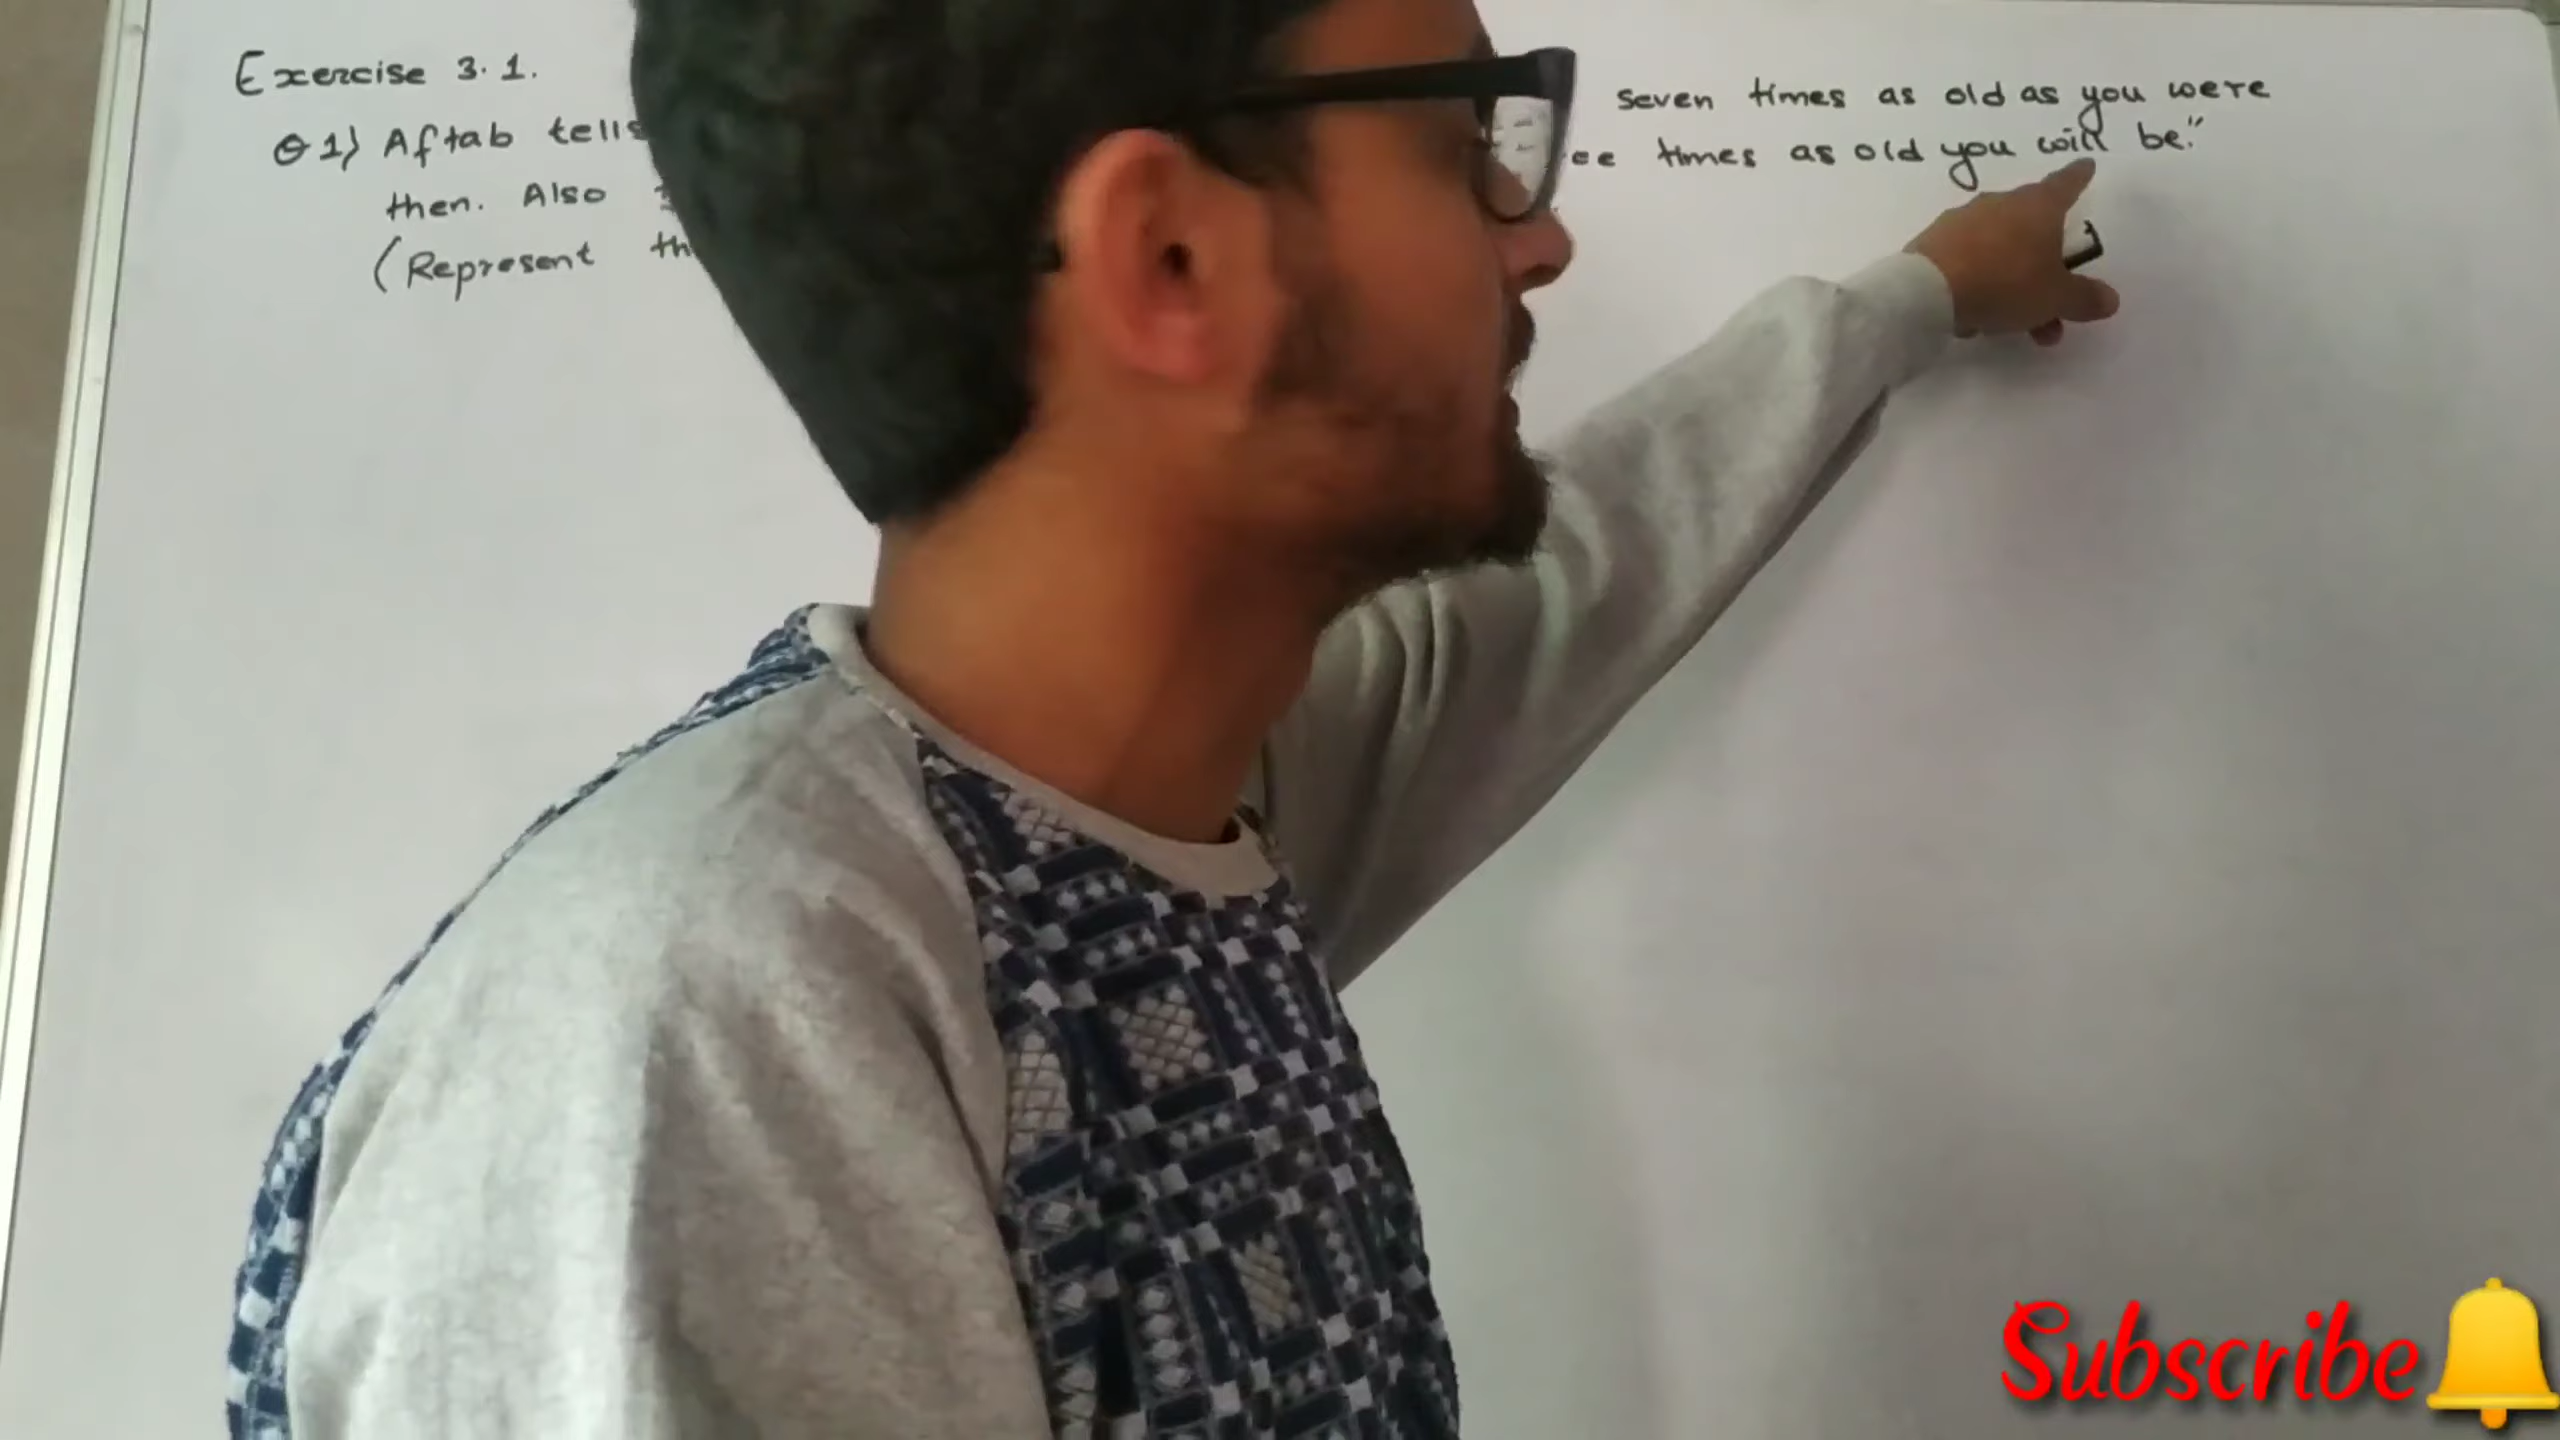 Exercise 3.1.
Q1) Aftab tells seven times as old as you were
then. Also times as old you will be."
(Represent th
Subscribe